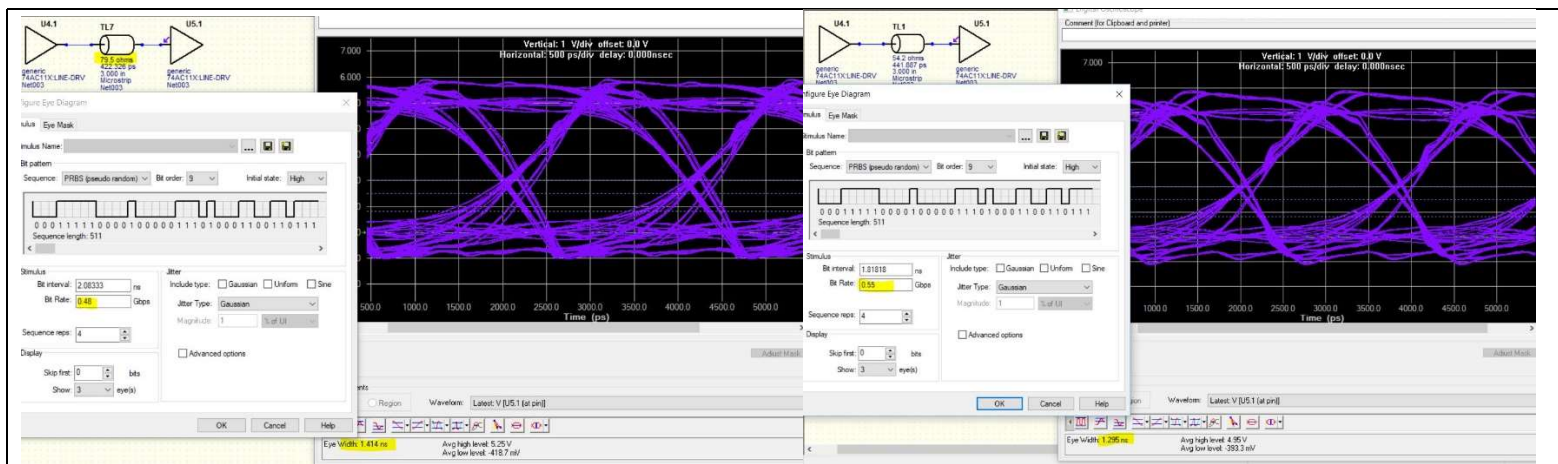 U4.1
TL7
U5.1
79.5 ohms
422.326 ps
3.000 in
Microstrip
Net003
generic
74AC11X:LINE-DRV
Net003
generic
74AC11X:LINE-DRV
Net003
Vertical: 1 V/div offset: 0.0 V
Horizontal: 500 ps/div delay: 0.000nsec
7.000
6.000
500.0 1000.0 1500.0 2000.0 2500.0 3000.0 3500.0 4000.0 4500.0 5000.0
Time (ps)
figure Eye Diagram
mulus Eye Mask
imulus Name:
...
Bit pattern
Sequence: PRBS (pseudo random) Bit order: 9 Initial state: High
0 0 0 1 1 1 1 1 0 0 0 1 0 0 0 0 0 1 1 1 0 1 0 0 1 1 0 0 1 1 0 1 1 1
Sequence length: 511
Stimulus
Bit interval: 2.08333 ns
Bit Rate: 0.48 Gbps
Sequence reps: 4
Jitter
Include type: Gaussian Uniform Sine
Jitter Type: Gaussian
Magnitude: 1 % of UI
Advanced options
Display
Skip first: 0 bits
Show: 3 eye(s)
OK Cancel Help
Adjust Mask
Region Waveform: Latest: V [U5.1 (at pin)]
Eye Width: 1.414 ns
Avg high level: 5.25 V
Avg low level: -418.7 mV
U4.1
TL1
U5.1
54.2 ohms
441.887 ps
3.000 in
Microstrip
Net003
generic
74AC11X:LINE-DRV
Net003
generic
74AC11X:LINE-DRV
Net003
Comment (for Clipboard and printer)
Vertical: 1 V/div offset: 0.0 V
Horizontal: 500 ps/div delay: 0.000nsec
7.000
1000.0 1500.0 2000.0 2500.0 3000.0 3500.0 4000.0 4500.0 5000.0
Time (ps)
nfigure Eye Diagram
timulus Eye Mask
Stimulus Name:
...
Bit pattern
Sequence: PRBS (pseudo random) Bit order: 9 Initial state: High
0 0 0 1 1 1 1 1 0 0 0 1 0 0 0 0 0 1 1 1 0 1 0 0 1 1 0 0 1 1 0 1 1 1
Sequence length: 511
Stimulus
Bit interval: 1.81818 ns
Bit Rate: 0.55 Gbps
Sequence reps: 4
Jitter
Include type: Gaussian Uniform Sine
Jitter Type: Gaussian
Magnitude: 1 % of UI
Advanced options
Display
Skip first: 0 bits
Show: 3 eye(s)
OK Cancel Help
Adjust Mask
Waveform: Latest: V [U5.1 (at pin)]
Eye Width: 1.295 ns
Avg high level: 4.95 V
Avg low level: -393.3 mV